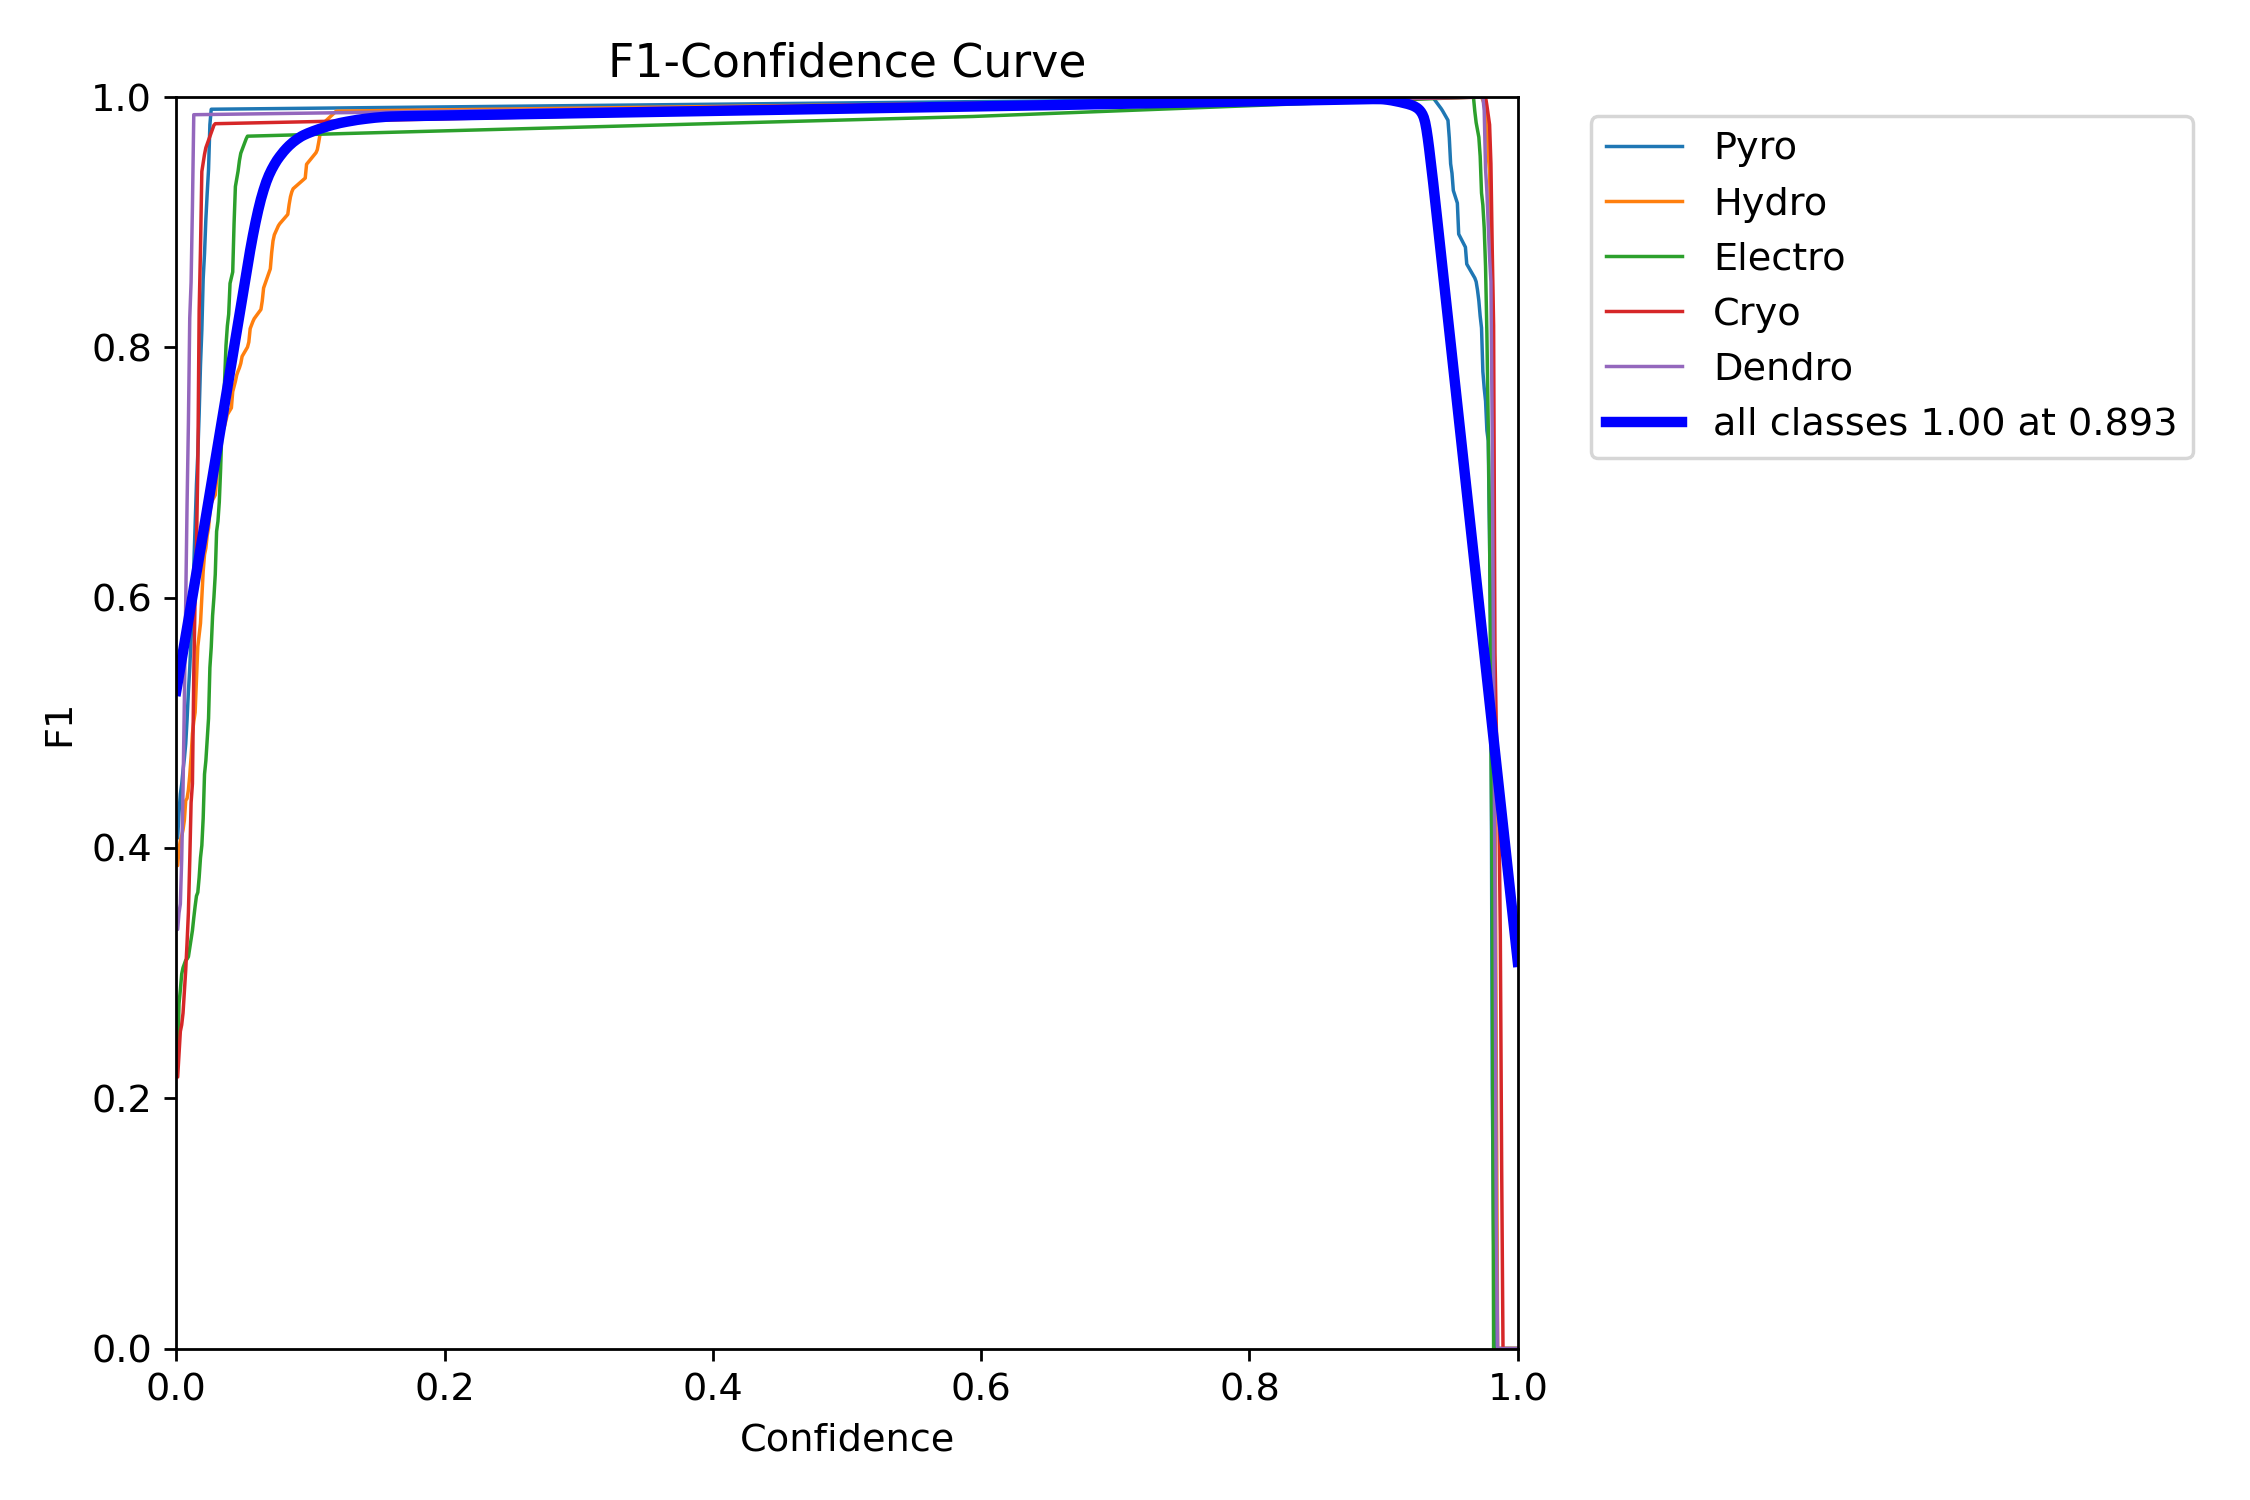 F1-Confidence Curve
1.0
0.8
0.6
0.4
0.2
0.0
F1
0.0 0.2 0.4 0.6 0.8 1.0
Confidence
Pyro
Hydro
Electro
Cryo
Dendro
all classes 1.00 at 0.893